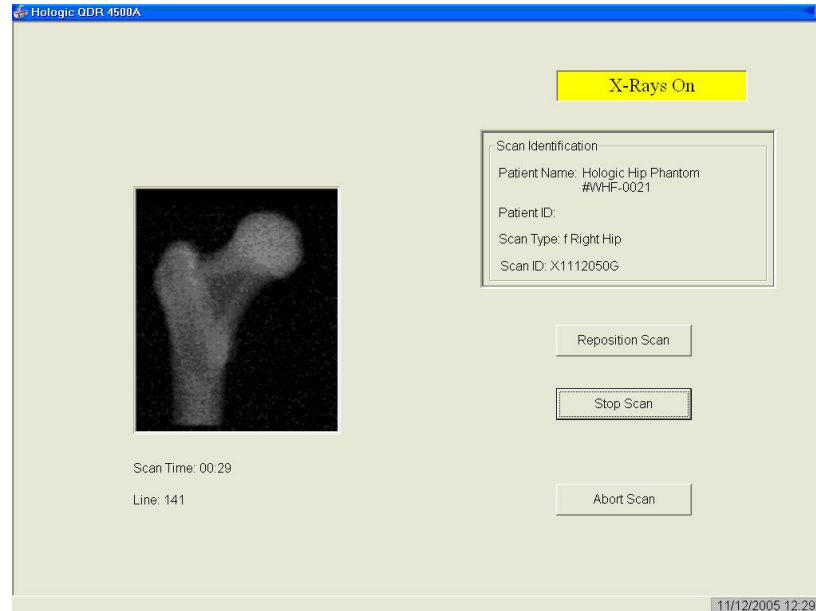 Hologic QDR 4500A
X-Rays On
Scan Identification
Patient Name: Hologic Hip Phantom
#WHF-0021
Patient ID:
Scan Type: f Right Hip
Scan ID: X1112050G
Reposition Scan
Stop Scan
Scan Time: 00:29
Line: 141
Abort Scan
11/12/2005 12:29